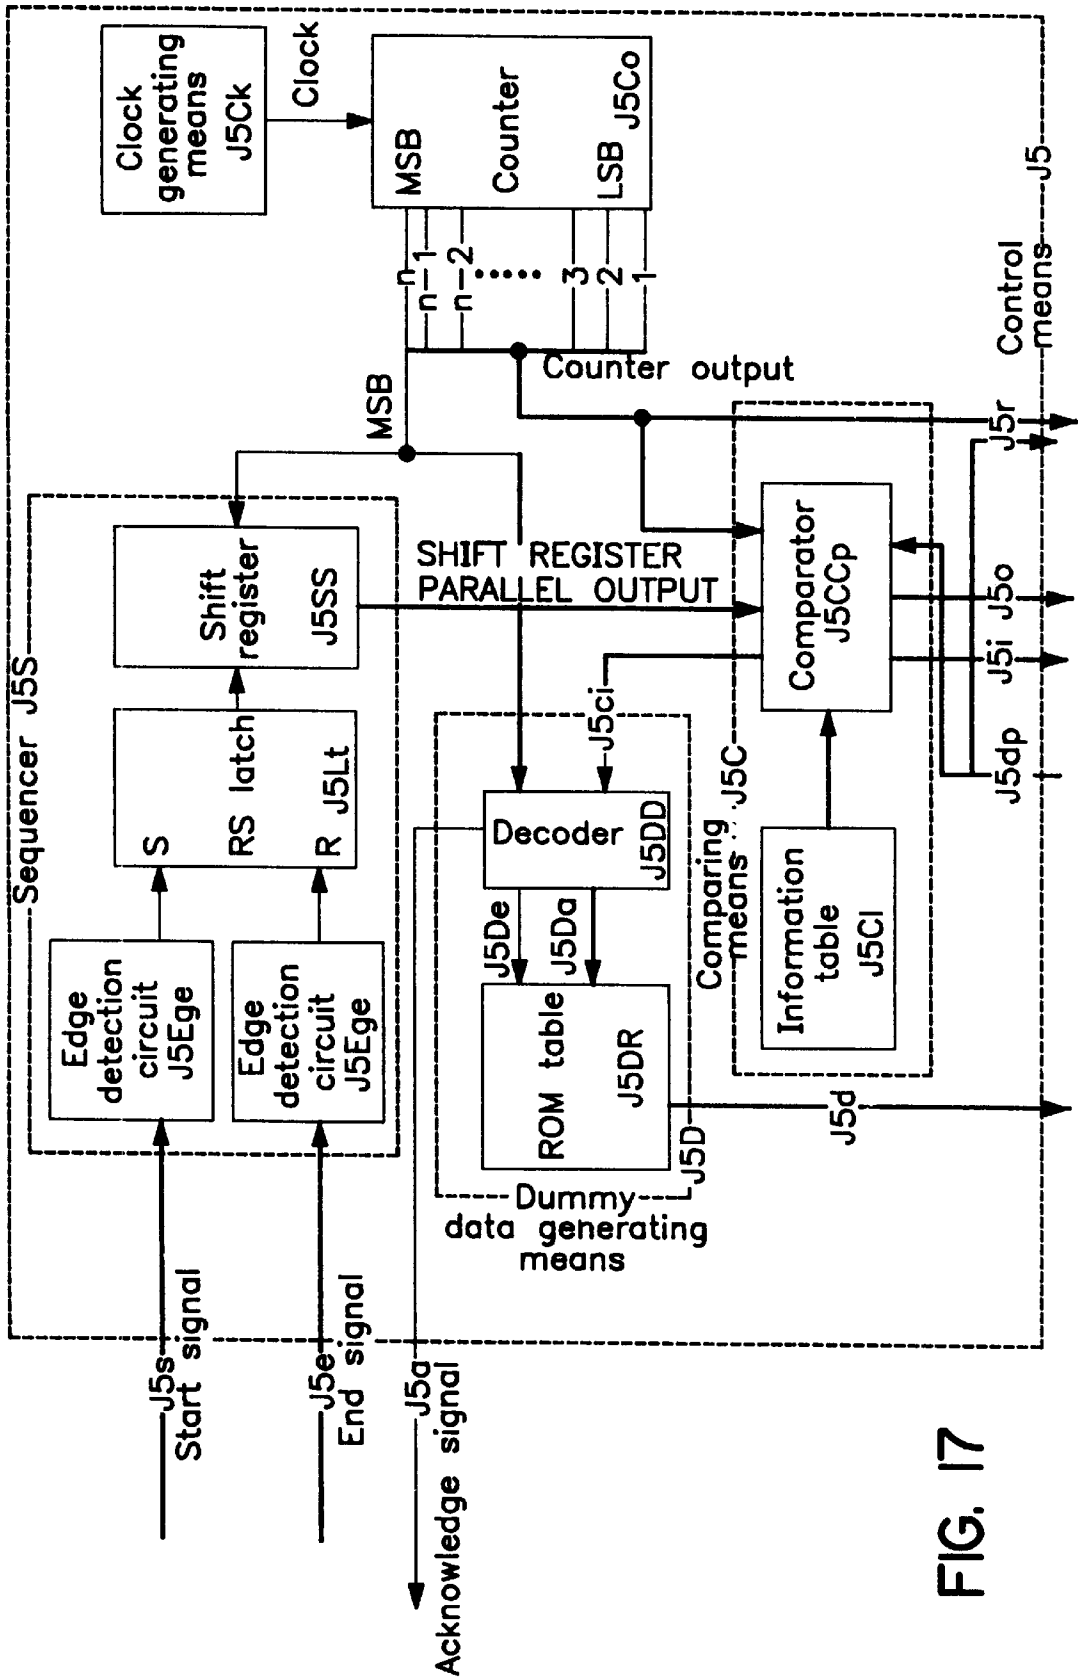 Sequencer J5S
Edge
detection
circuit
J5Ege
Edge
detection
circuit
J5Ege
S
RS latch
R J5Lt
Shift
register
J5SS
Clock
generating
means
J5Ck
Clock
MSB
Counter
LSB
J5Co
n
n-1
n-2
3
2
1
MSB
Counter output
SHIFT REGISTER
PARALLEL OUTPUT
J5s
Start signal
J5e
End signal
J5a
Acknowledge signal
Decoder
J5DD
J5De
J5Da
J5ci
ROM table
J5DR
J5D
Dummy
data generating
means
Comparing
means
J5C
Comparator
J5CCp
Information
table
J5CI
J5d
J5dp
J5i
J5o
J5r
Control
means
J5
FIG. 17